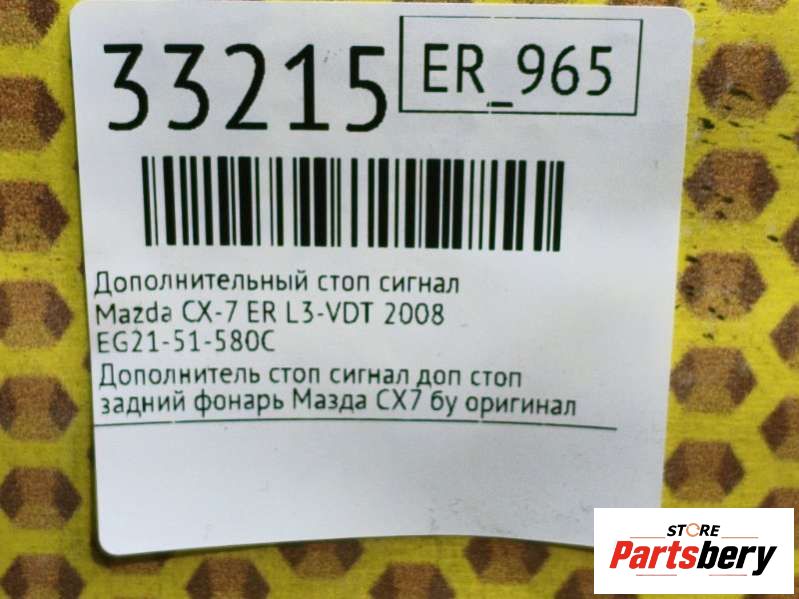 33215
ER_965
Дополнительный стоп сигнал
Mazda CX-7 ER L3-VDT 2008
EG21-51-580C
Дополнитель стоп сигнал доп стоп
задний фонарь Мазда СХ7 бу оригинал
STORE
Partsbery